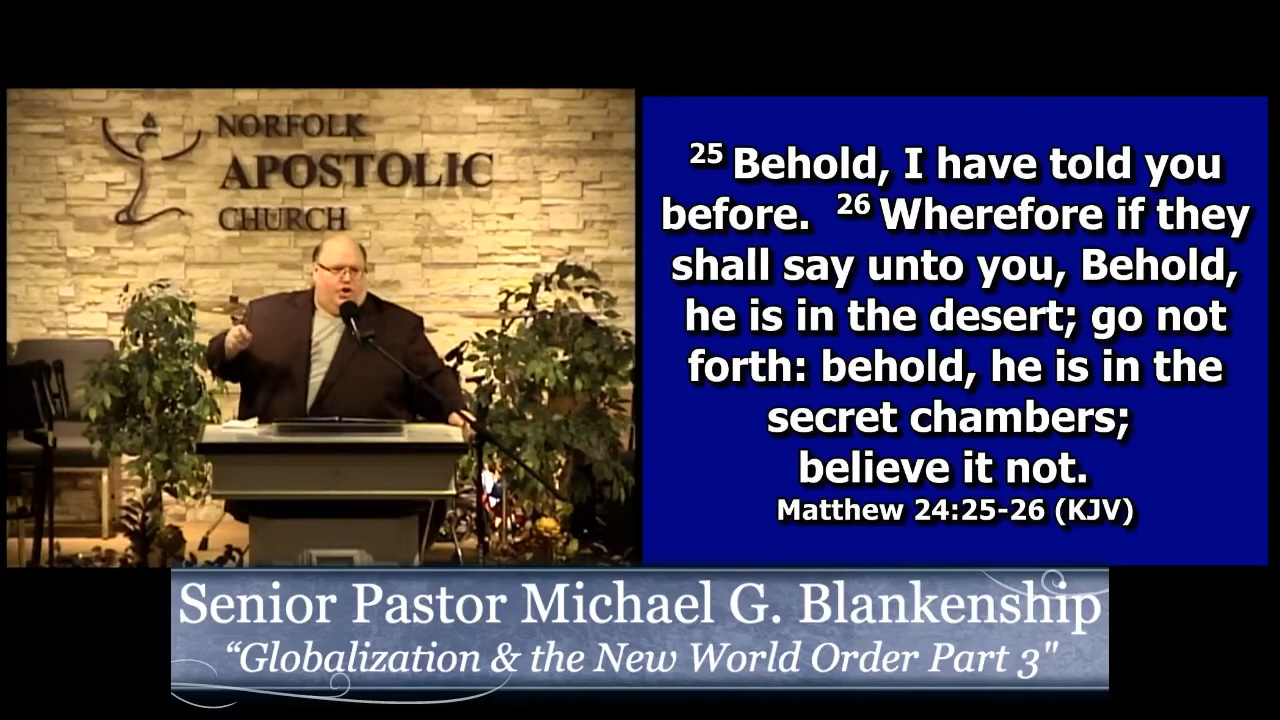 NORFOLK
APOSTOLIC
CHURCH
25 Behold, I have told you
before. 26 Wherefore if they
shall say unto you, Behold,
he is in the desert; go not
forth: behold, he is in the
secret chambers;
believe it not.
Matthew 24:25-26 (KJV)
Senior Pastor Michael G. Blankenship
“Globalization & the New World Order Part 3"